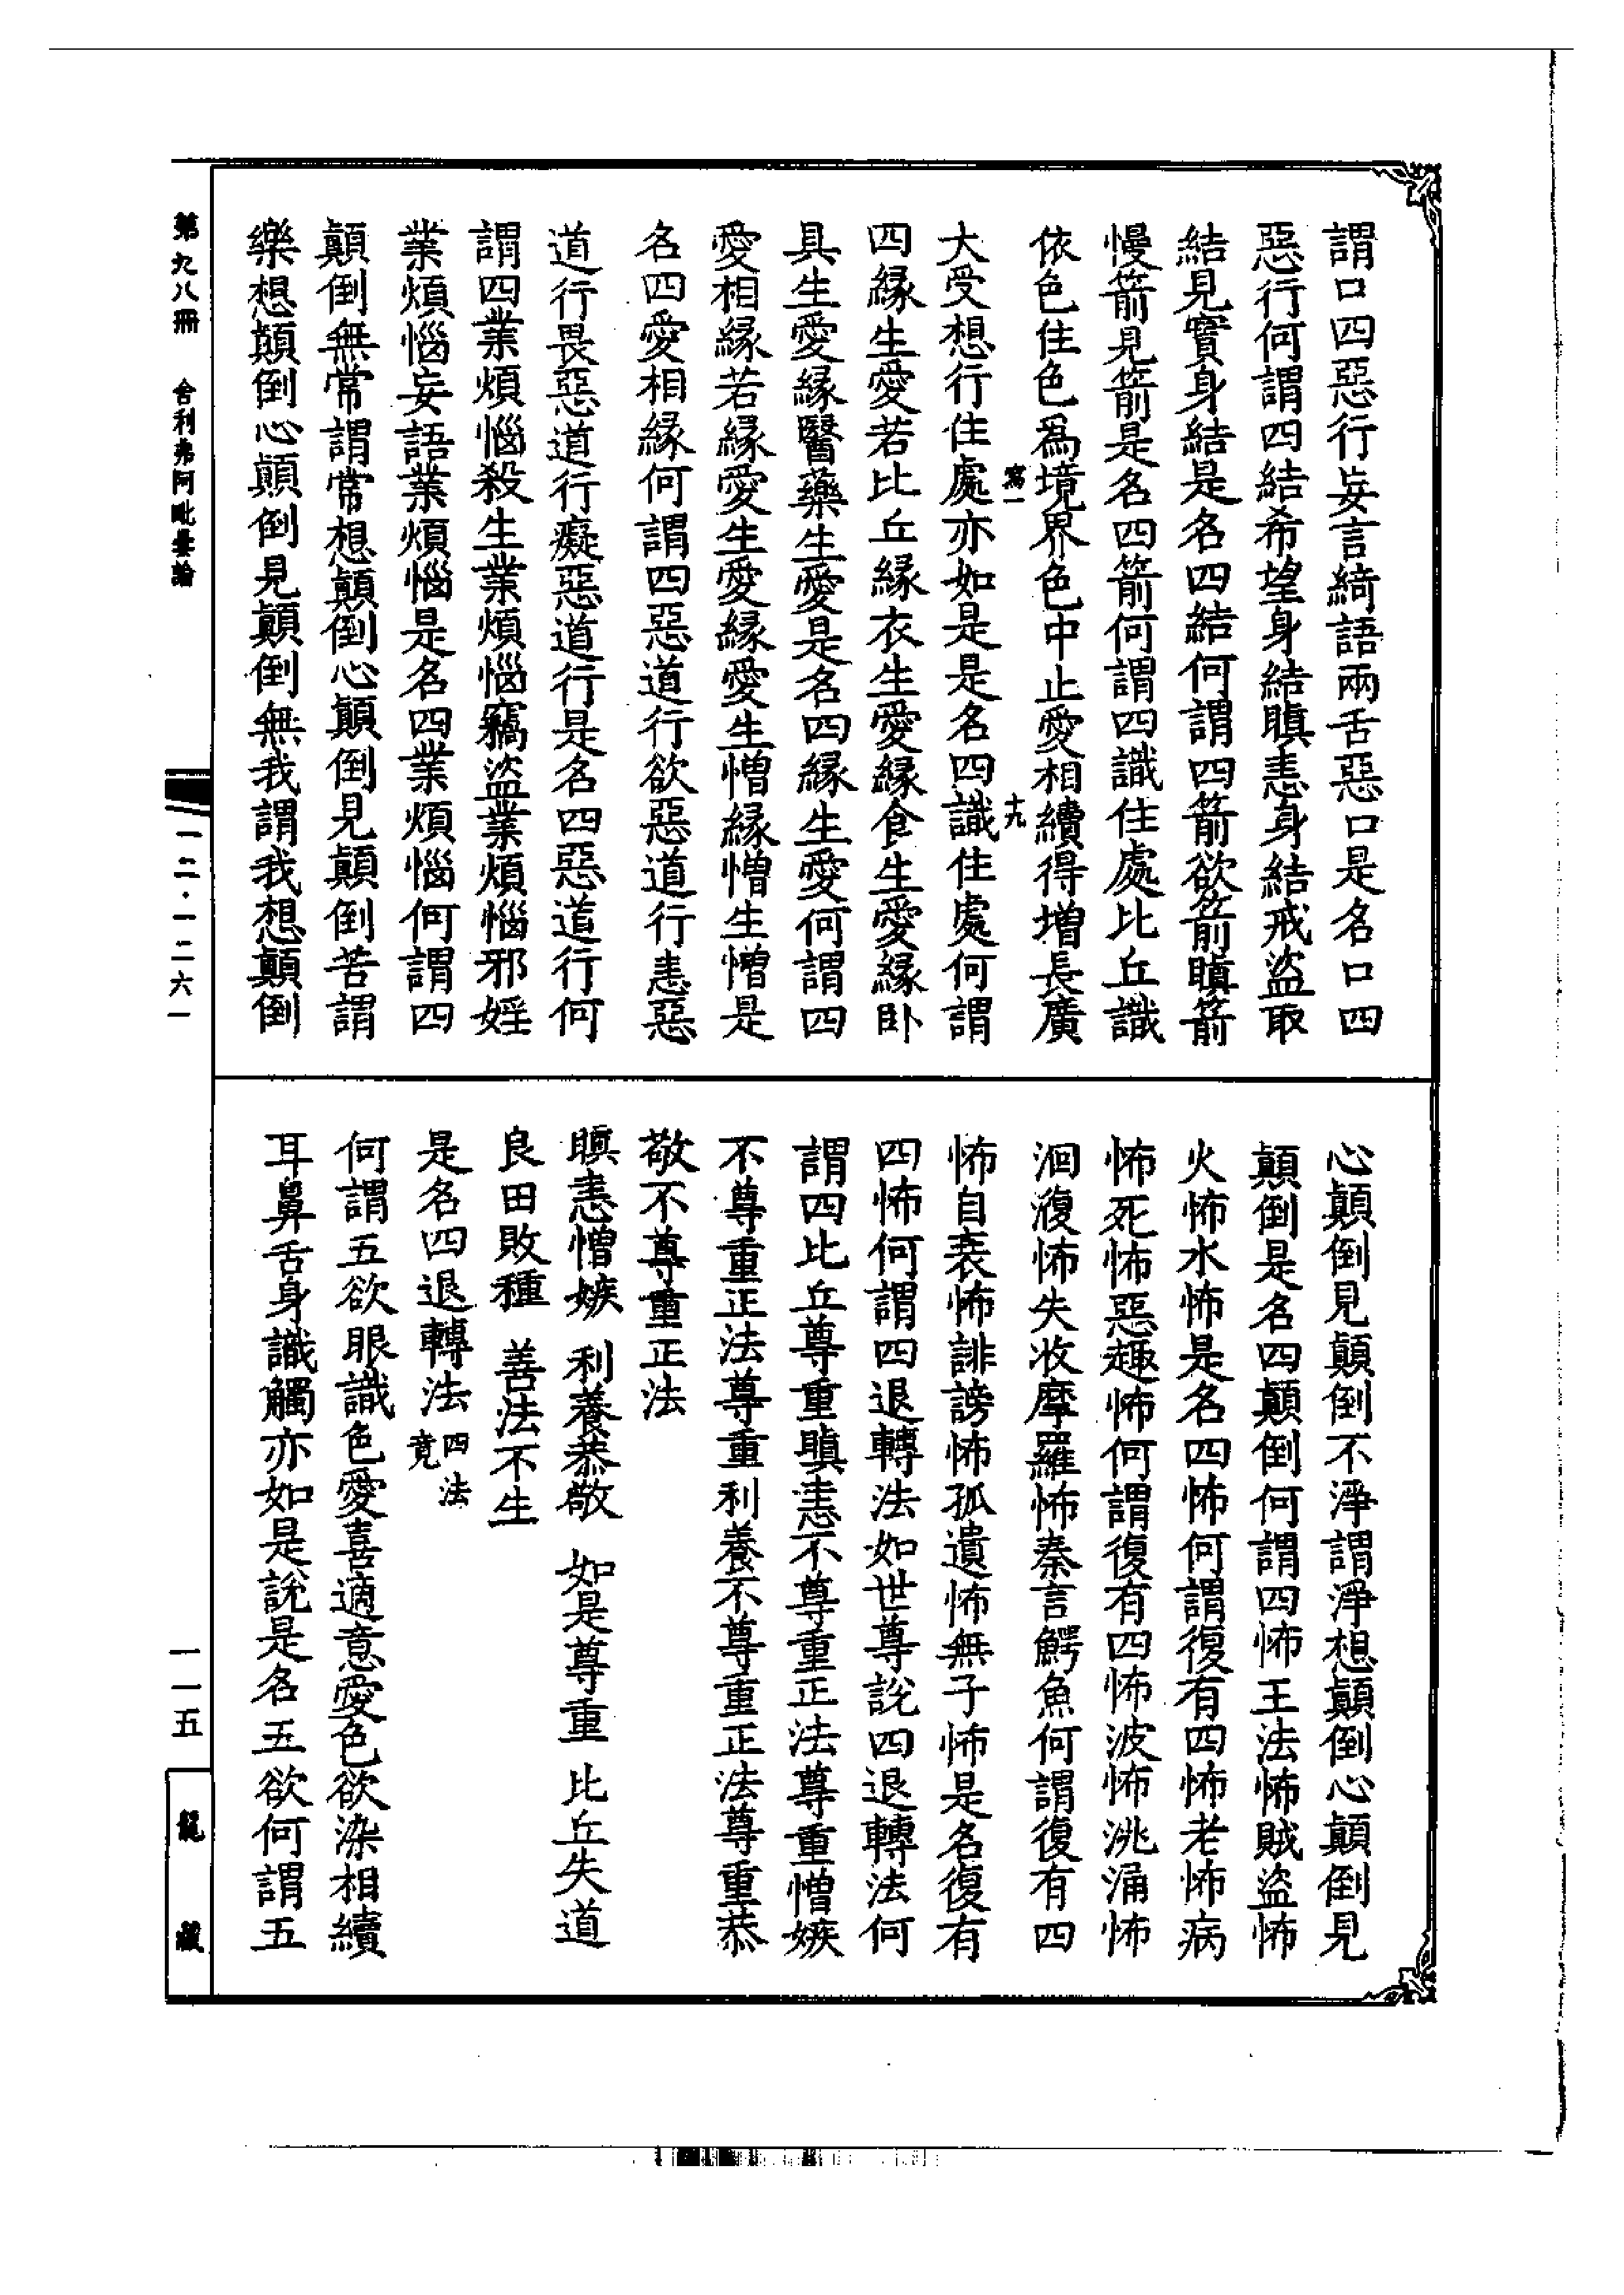 謂口四惡行妄言綺語兩舌惡口是名口四
惡行何謂四結希望身結瞋恚身結戒盜取
結見實身結是名四結何謂四箭欲箭瞋箭
慢箭見箭是名四箭何謂四識住處比丘識
依色住色爲境界色中止愛相續得增長廣
寫一
十九
大受想行住處亦如是是名四識住處何謂
四緣生愛若比丘緣衣生愛緣食生愛緣卧
具生愛緣醫藥生愛是名四緣生愛何謂四
愛相緣若緣愛生愛緣愛生憎緣憎生憎是
名四愛相緣何謂四惡道行欲惡道行恚惡
道行畏惡道行癡惡道行是名四惡道行何
謂四業煩惱殺生業煩惱竊盜業煩惱邪婬
業煩惱妄語業煩惱是名四業煩惱何謂四
顛倒無常謂常想顛倒心顛倒見顛倒苦謂
樂想顛倒心顛倒見顛倒無我謂我想顛倒
心顛倒見顛倒不淨謂淨想顛倒心顛倒見
顛倒是名四顛倒何謂四怖王法怖賊盜怖
火怖水怖是名四怖何謂復有四怖老怖病
怖死怖惡趣怖何謂復有四怖波怖洮涌怖
洄澓怖失收摩羅怖秦言鰐魚何謂復有四
怖自表怖誹謗怖孤遺怖無子怖是名復有
四怖何謂四退轉法如世尊說四退轉法何
謂四比丘尊重瞋恚不尊重正法尊重憎嫉
不尊重正法尊重利養不尊重正法尊重恭
敬不尊重正法
瞋恚憎嫉 利養恭敬 如是尊重 比丘失道
良田敗種 善法不生
是名四退轉法四法竟
何謂五欲眼識色愛喜適意愛色欲染相續
耳鼻舌身識觸亦如是說是名五欲何謂五
第九八冊 舍利弗阿毗曇論
一二·一二六一
一一五
龍藏